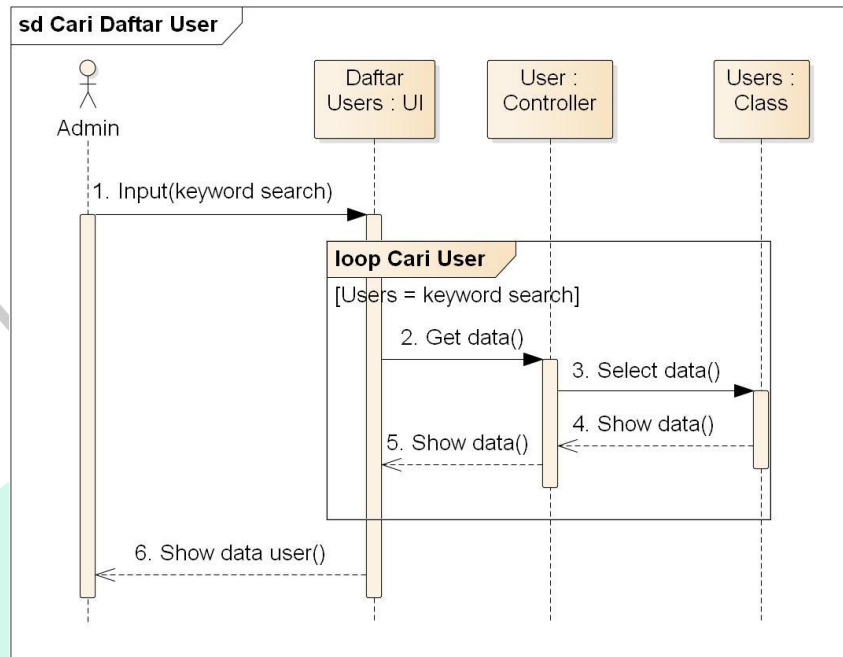 sd Cari Daftar User
Admin
Daftar
Users : UI
User :
Controller
Users :
Class
1. Input(keyword search)
loop Cari User
[Users = keyword search]
2. Get data()
3. Select data()
4. Show data()
5. Show data()
6. Show data user()